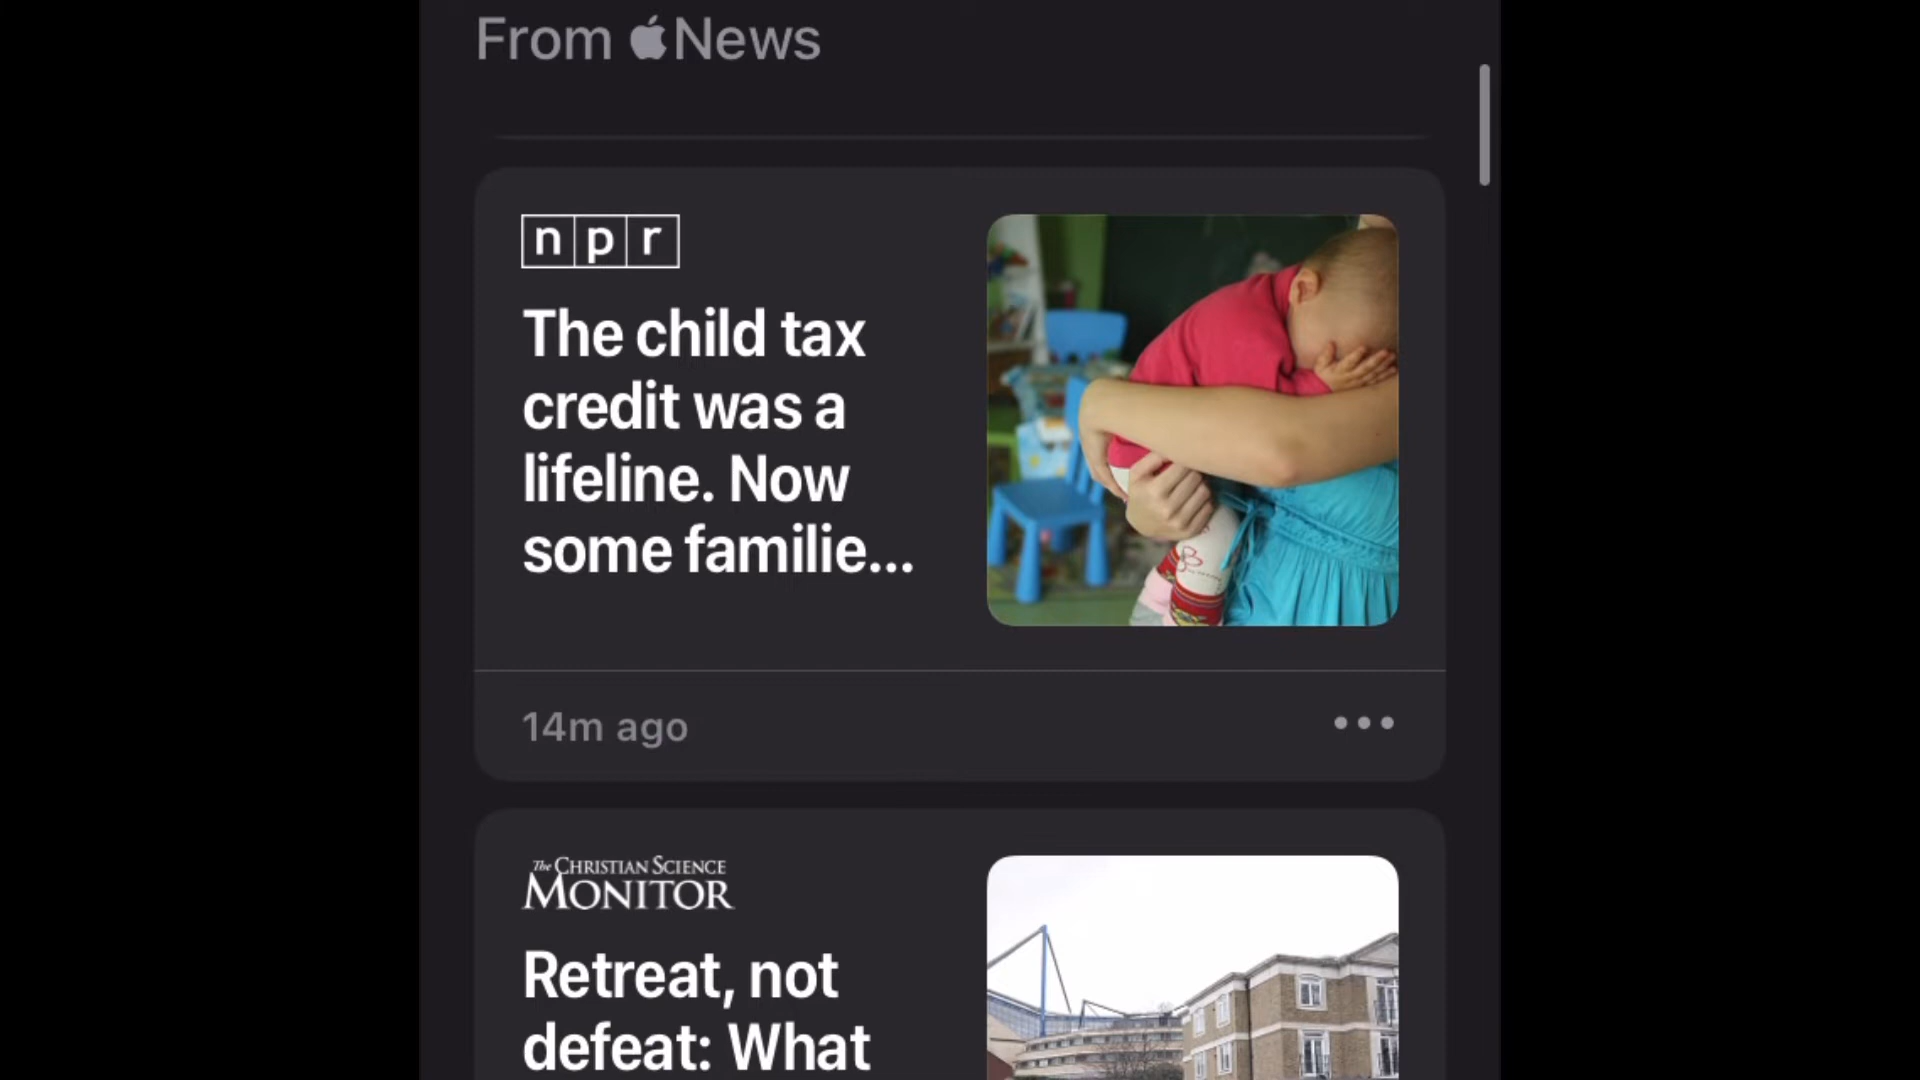 From News
npr
The child tax
credit was a
lifeline. Now
some familie...
14m ago
The CHRISTIAN SCIENCE
MONITOR
Retreat, not
defeat: What